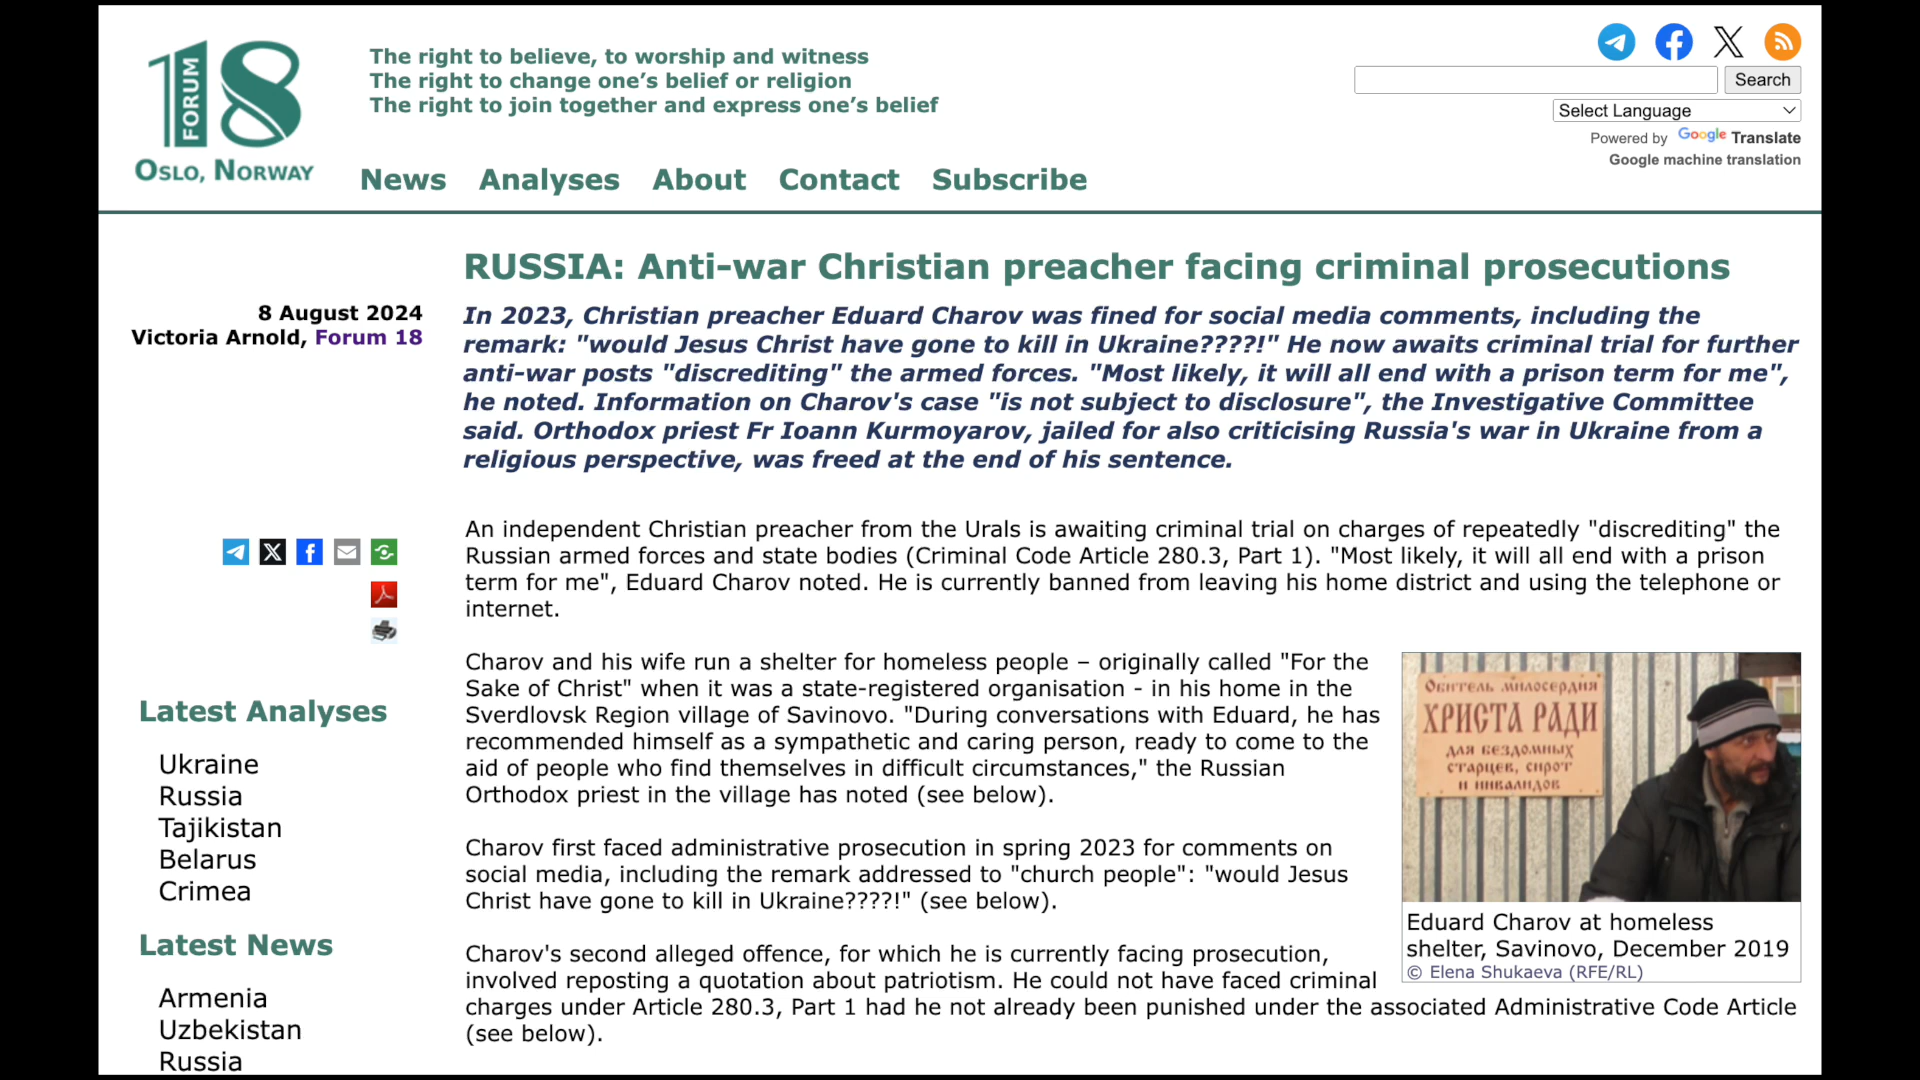 18
FORUM
OSLO, NORWAY
The right to believe, to worship and witness
The right to change one's belief or religion
The right to join together and express one's belief
Search
Select Language
Powered by Google Translate
Google machine translation
News Analyses About Contact Subscribe
RUSSIA: Anti-war Christian preacher facing criminal prosecutions
8 August 2024
Victoria Arnold, Forum 18
In 2023, Christian preacher Eduard Charov was fined for social media comments, including the
remark: "would Jesus Christ have gone to kill in Ukraine????!" He now awaits criminal trial for further
anti-war posts "discrediting" the armed forces. "Most likely, it will all end with a prison term for me",
he noted. Information on Charov's case "is not subject to disclosure", the Investigative Committee
said. Orthodox priest Fr Ioann Kurmoyarov, jailed for also criticising Russia's war in Ukraine from a
religious perspective, was freed at the end of his sentence.
An independent Christian preacher from the Urals is awaiting criminal trial on charges of repeatedly "discrediting" the
Russian armed forces and state bodies (Criminal Code Article 280.3, Part 1). "Most likely, it will all end with a prison
term for me", Eduard Charov noted. He is currently banned from leaving his home district and using the telephone or
internet.
Charov and his wife run a shelter for homeless people – originally called "For the
Sake of Christ" when it was a state-registered organisation - in his home in the
Sverdlovsk Region village of Savinovo. "During conversations with Eduard, he has
recommended himself as a sympathetic and caring person, ready to come to the
aid of people who find themselves in difficult circumstances," the Russian
Orthodox priest in the village has noted (see below).
Charov first faced administrative prosecution in spring 2023 for comments on
social media, including the remark addressed to "church people": "would Jesus
Christ have gone to kill in Ukraine????!" (see below).
Charov's second alleged offence, for which he is currently facing prosecution,
involved reposting a quotation about patriotism. He could not have faced criminal
charges under Article 280.3, Part 1 had he not already been punished under the associated Administrative Code Article
(see below).
Обитель милосердия
ХРИСТА РАДИ
для бездомных
старцев, сирот
и инвалидов
Eduard Charov at homeless
shelter, Savinovo, December 2019
© Elena Shukaeva (RFE/RL)
Latest Analyses
Ukraine
Russia
Tajikistan
Belarus
Crimea
Latest News
Armenia
Uzbekistan
Russia